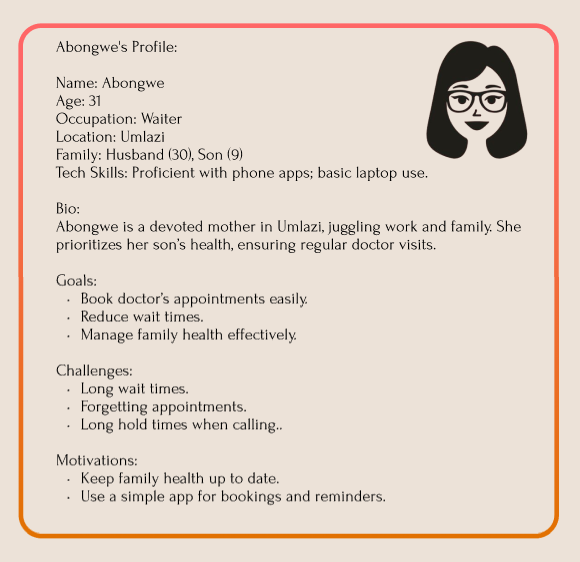 Abongwe's Profile:
Name: Abongwe
Age: 31
Occupation: Waiter
Location: Umlazi
Family: Husband (30), Son (9)
Tech Skills: Proficient with phone apps; basic laptop use.
Bio:
Abongwe is a devoted mother in Umlazi, juggling work and family. She
prioritizes her son’s health, ensuring regular doctor visits.
Goals:
· Book doctor’s appointments easily.
· Reduce wait times.
· Manage family health effectively.
Challenges:
· Long wait times.
· Forgetting appointments.
· Long hold times when calling..
Motivations:
· Keep family health up to date.
· Use a simple app for bookings and reminders.